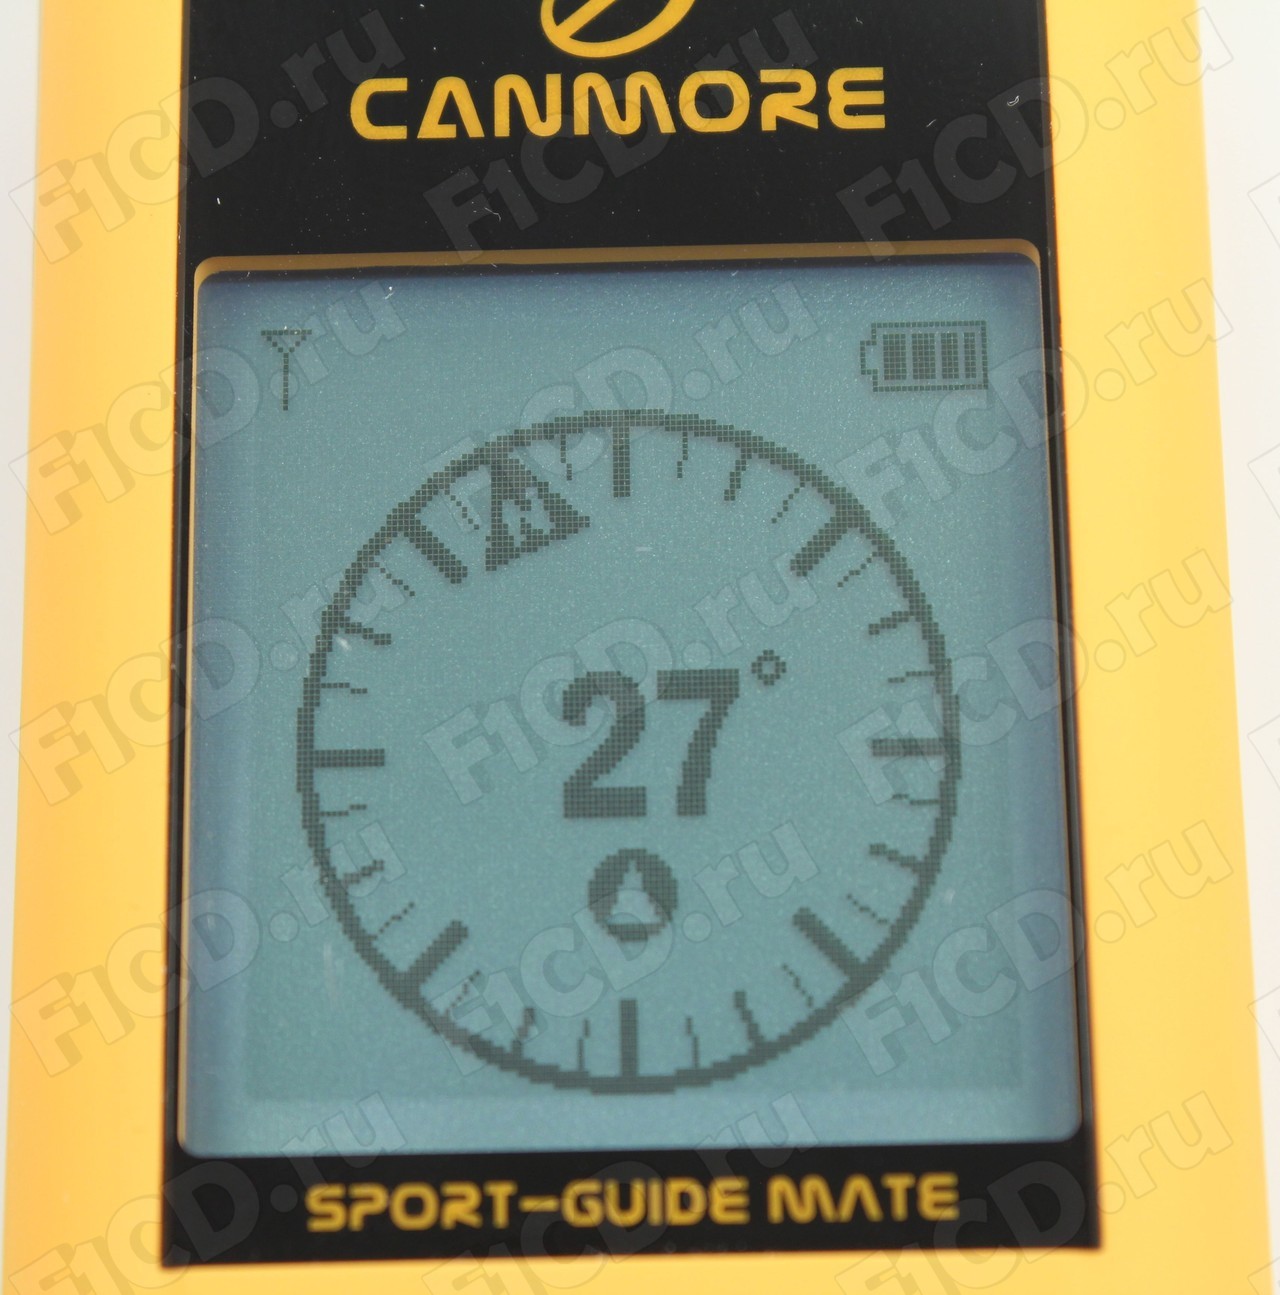 CANMORE
N
27°
SPORT-GUIDE MATE
F1CD.ru